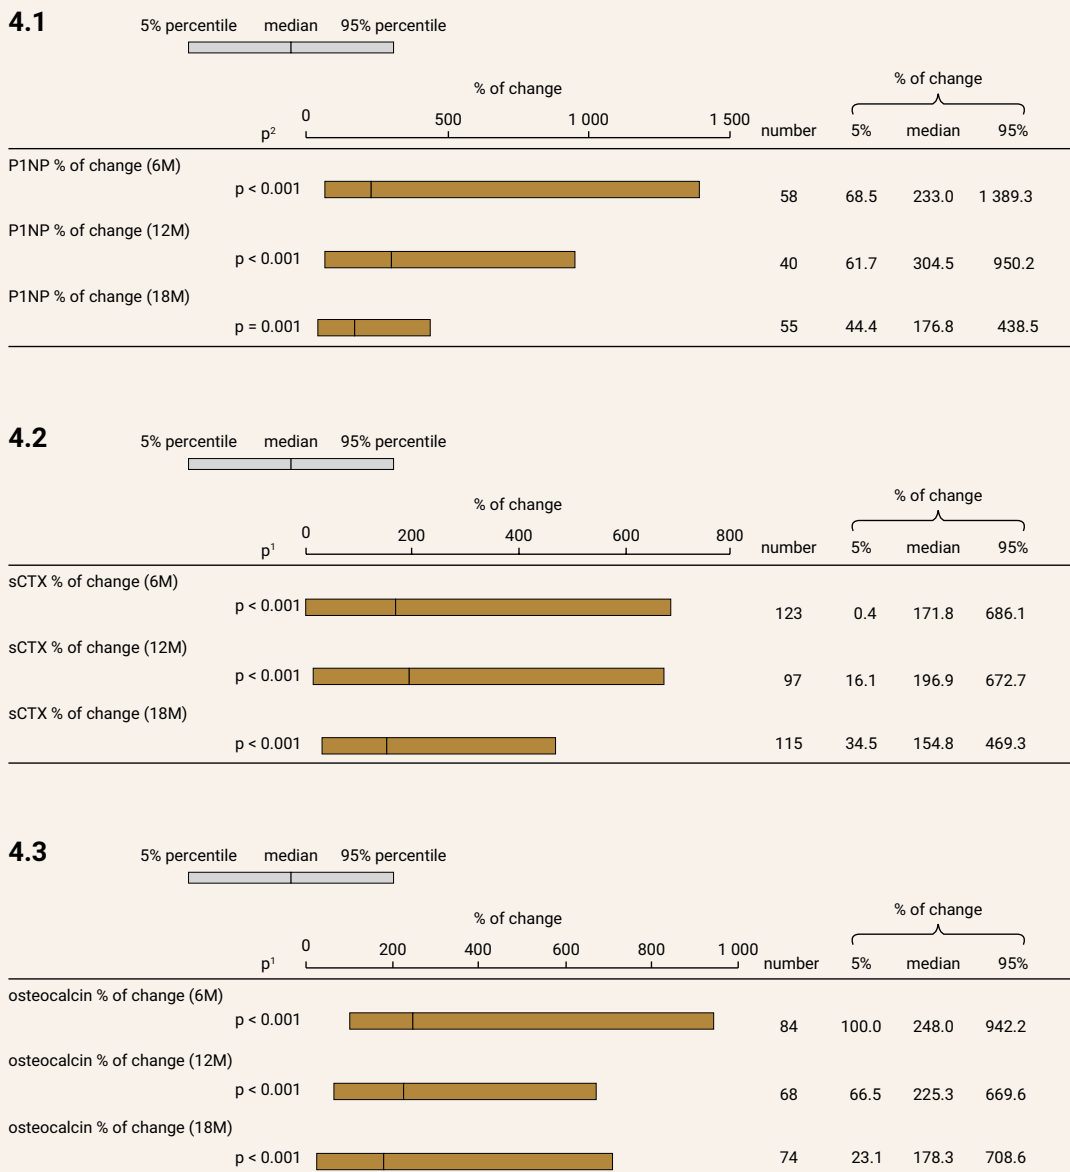 4.1
5% percentile median 95% percentile
% of change
% of change
0 500 1 000 1 500
p² number 5% median 95%
P1NP % of change (6M)
p < 0.001 58 68.5 233.0 1 389.3
P1NP % of change (12M)
p < 0.001 40 61.7 304.5 950.2
P1NP % of change (18M)
p = 0.001 55 44.4 176.8 438.5
4.2
5% percentile median 95% percentile
% of change
% of change
0 200 400 600 800
p¹ number 5% median 95%
sCTX % of change (6M)
p < 0.001 123 0.4 171.8 686.1
sCTX % of change (12M)
p < 0.001 97 16.1 196.9 672.7
sCTX % of change (18M)
p < 0.001 115 34.5 154.8 469.3
4.3
5% percentile median 95% percentile
% of change
% of change
0 200 400 600 800 1 000
p¹ number 5% median 95%
osteocalcin % of change (6M)
p < 0.001 84 100.0 248.0 942.2
osteocalcin % of change (12M)
p < 0.001 68 66.5 225.3 669.6
osteocalcin % of change (18M)
p < 0.001 74 23.1 178.3 708.6